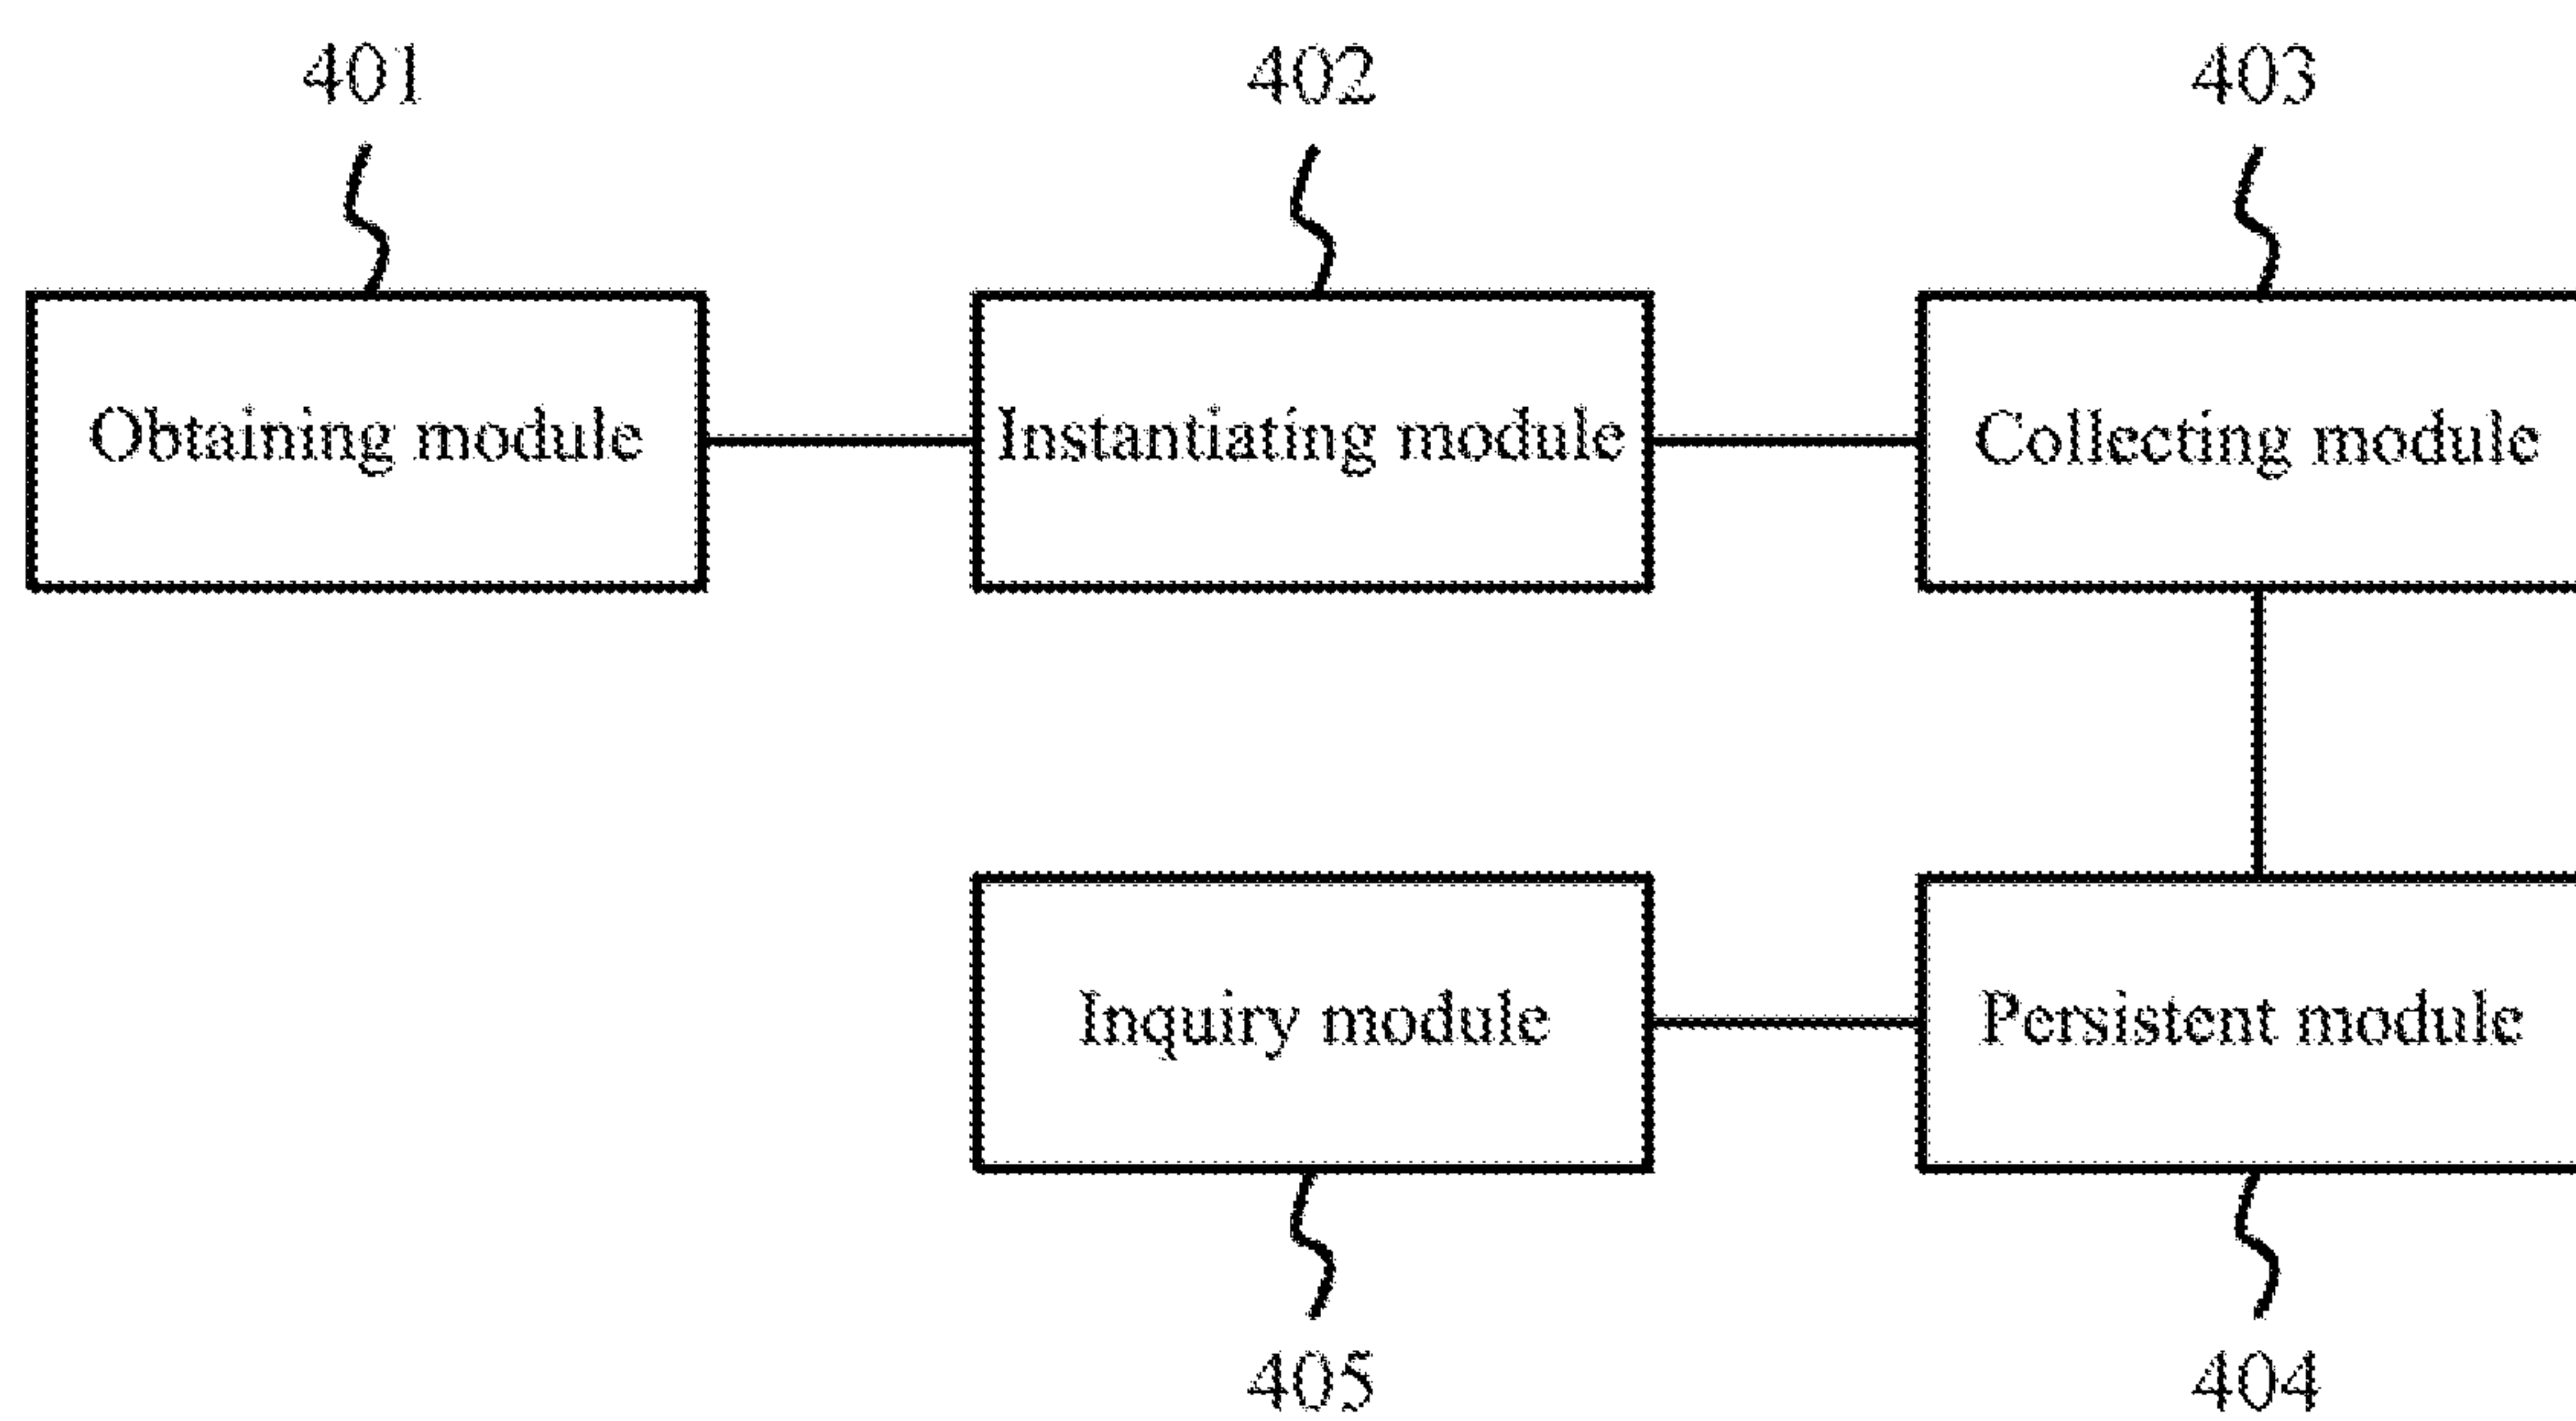 401
402
403
Obtaining module
Instantiating module
Collecting module
Inquiry module
Persistent module
405
404